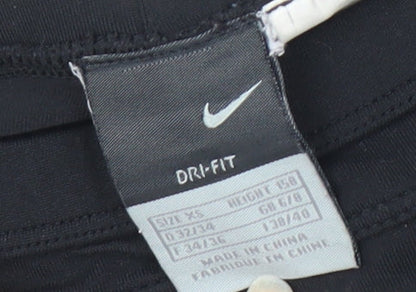 DRI-FIT
SIZE XS HEIGHT 158
D 32/34 GB 6/8
F 34/36 I 38/40
MADE IN CHINA
FABRIQUE EN CHINE